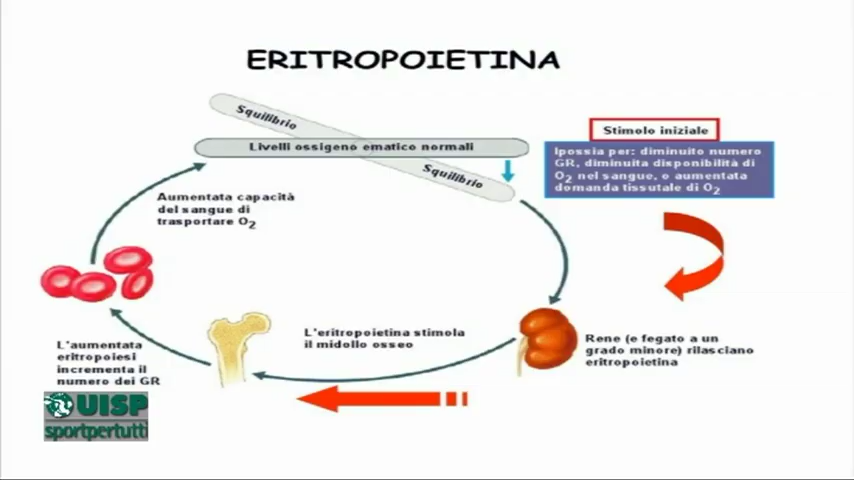 ERITROPOIETINA
Squilibrio
Livelli ossigeno ematico normali
Squilibrio
Stimolo iniziale
Ipossia per: diminuito numero
GR, diminuita disponibilità di
O2 nel sangue, o aumentata
domanda tissutale di O2
Aumentata capacità
del sangue di
trasportare O2
L'eritropoietina stimola
il midollo osseo
Rene (e fegato a un
grado minore) rilasciano
eritropoietina
L'aumentata
eritropoiesi
incrementa il
numero dei GR
UISP
sportpertutti